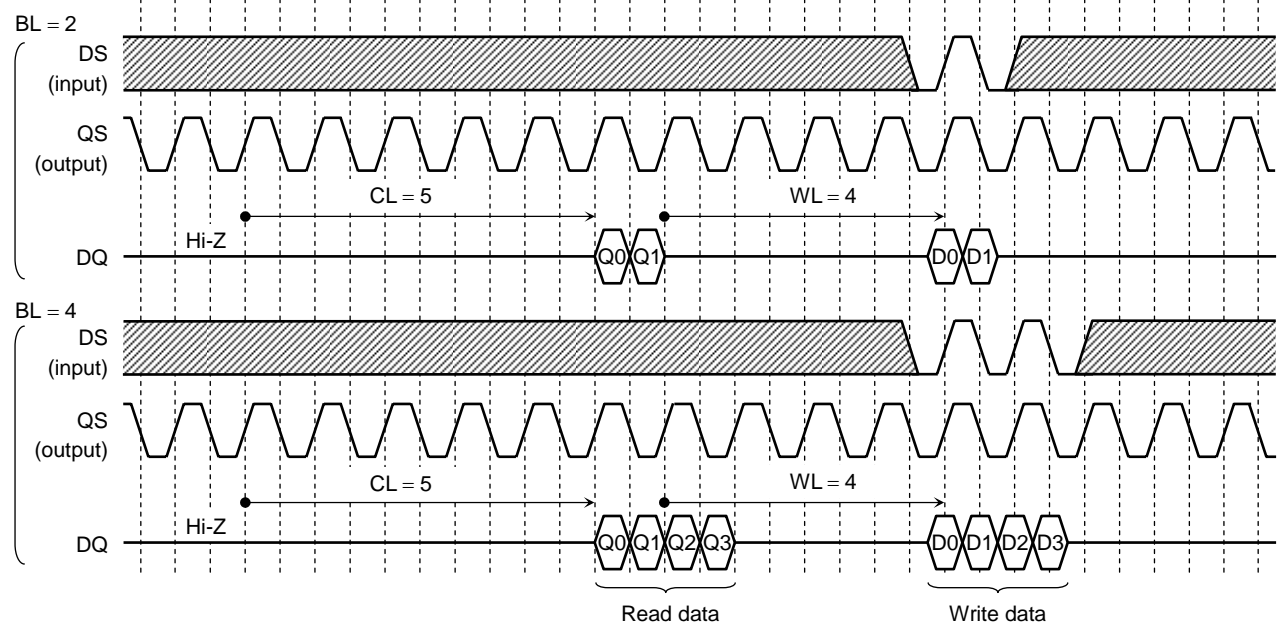 BL = 2
DS
(input)
QS
(output)
CL = 5
WL = 4
Hi-Z
DQ
Q0 Q1
D0 D1
BL = 4
DS
(input)
QS
(output)
CL = 5
WL = 4
Hi-Z
DQ
Q0 Q1 Q2 Q3
D0 D1 D2 D3
Read data
Write data